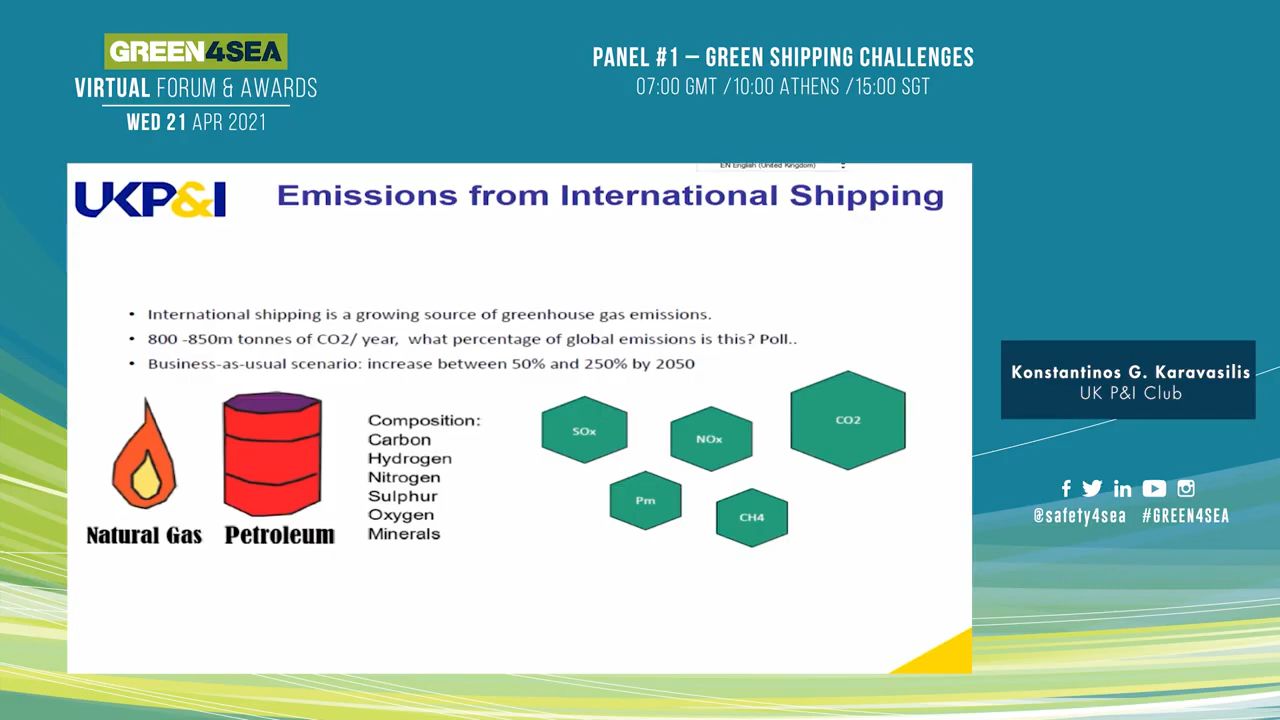 GREEN4SEA
VIRTUAL FORUM & AWARDS
WED 21 APR 2021
PANEL #1 – GREEN SHIPPING CHALLENGES
07:00 GMT /10:00 ATHENS /15:00 SGT
EN English (United Kingdom)
UKP&I
Emissions from International Shipping
• International shipping is a growing source of greenhouse gas emissions.
• 800 -850m tonnes of CO2/ year, what percentage of global emissions is this? Poll..
• Business-as-usual scenario: increase between 50% and 250% by 2050
Natural Gas
Petroleum
Composition:
Carbon
Hydrogen
Nitrogen
Sulphur
Oxygen
Minerals
SOx
NOx
CO2
Pm
CH4
Konstantinos G. Karavasilis
UK P&I Club
@safety4sea #GREEN4SEA